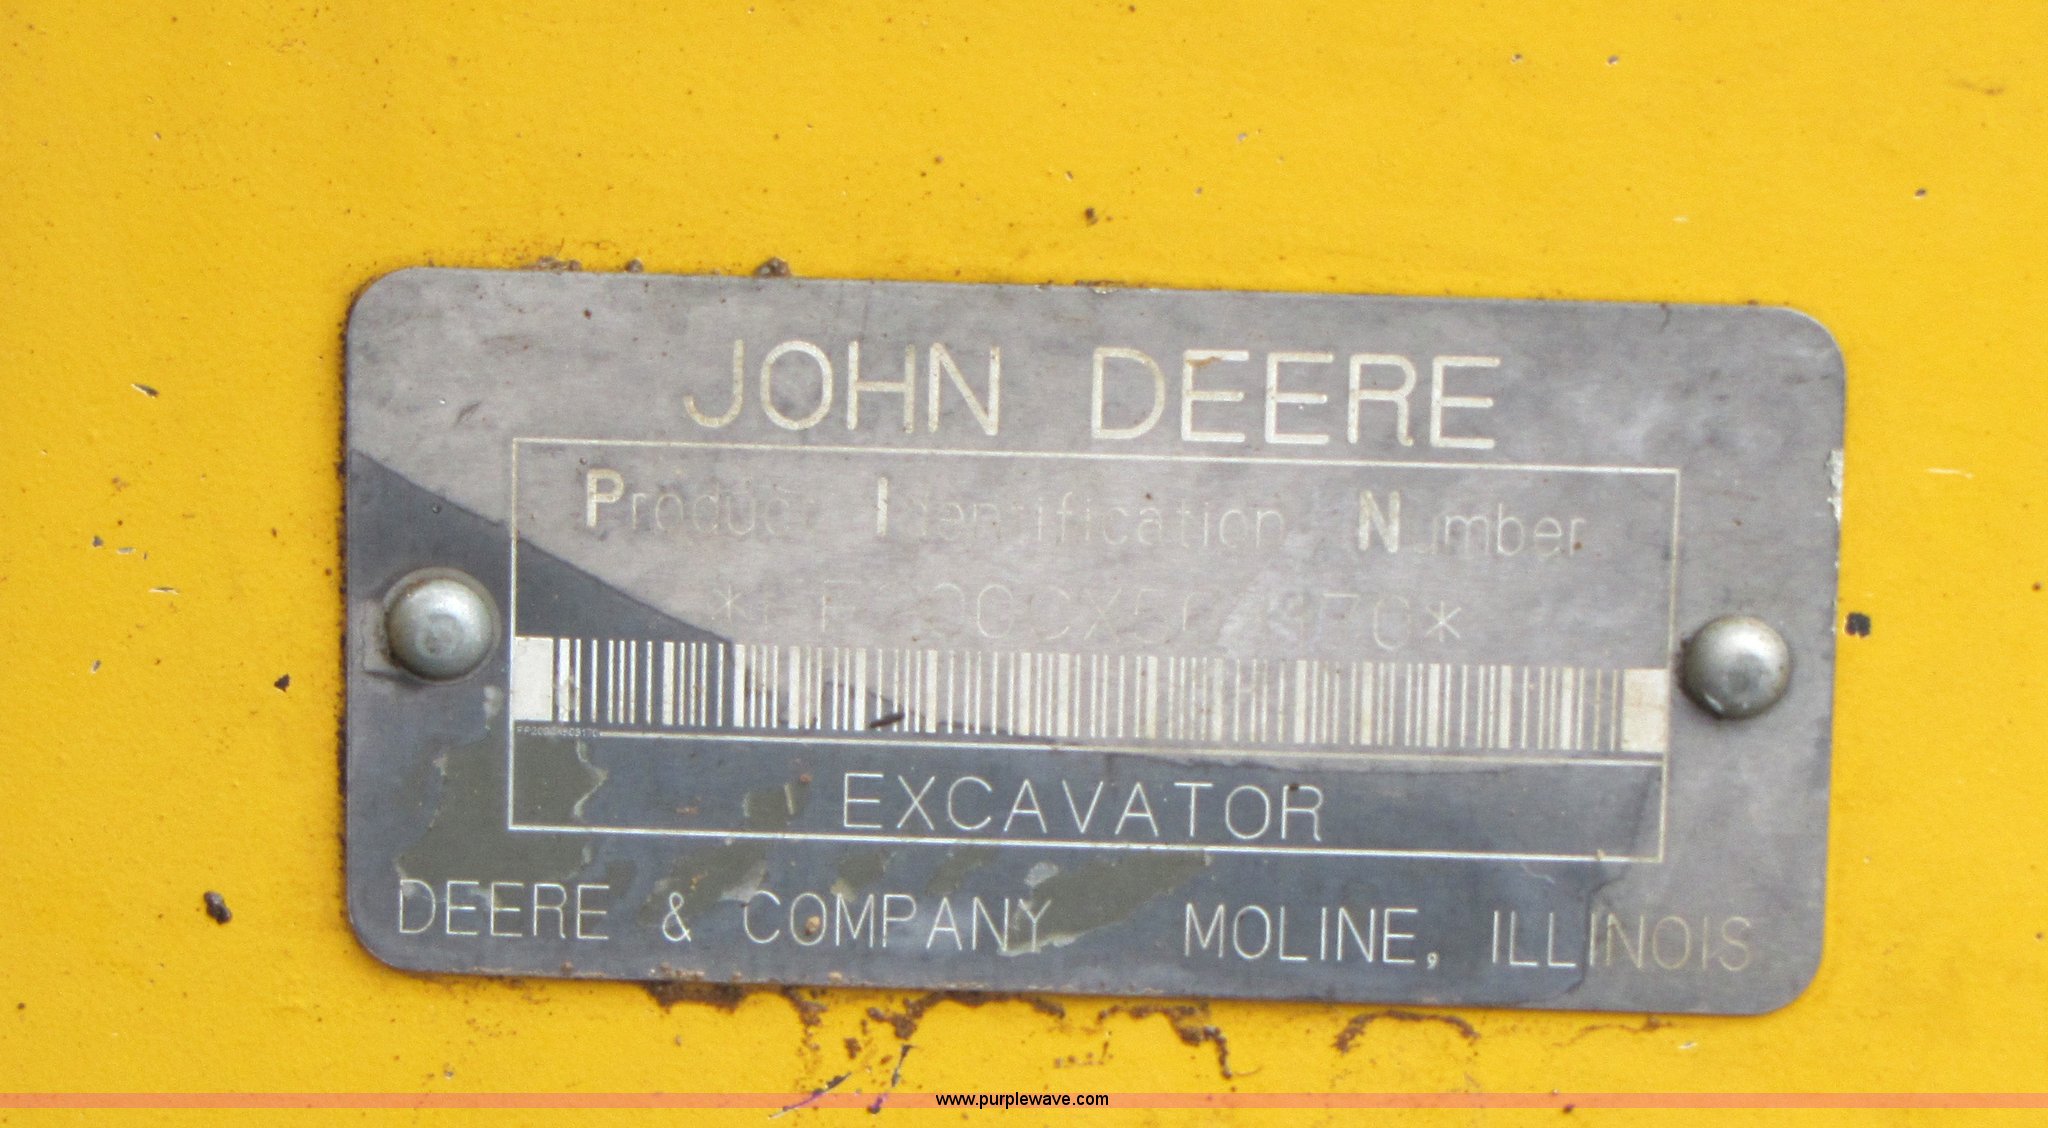 JOHN DEERE
Product Identification Number
EXCAVATOR
DEERE & COMPANY MOLINE, ILLINOIS
www.purplewave.com